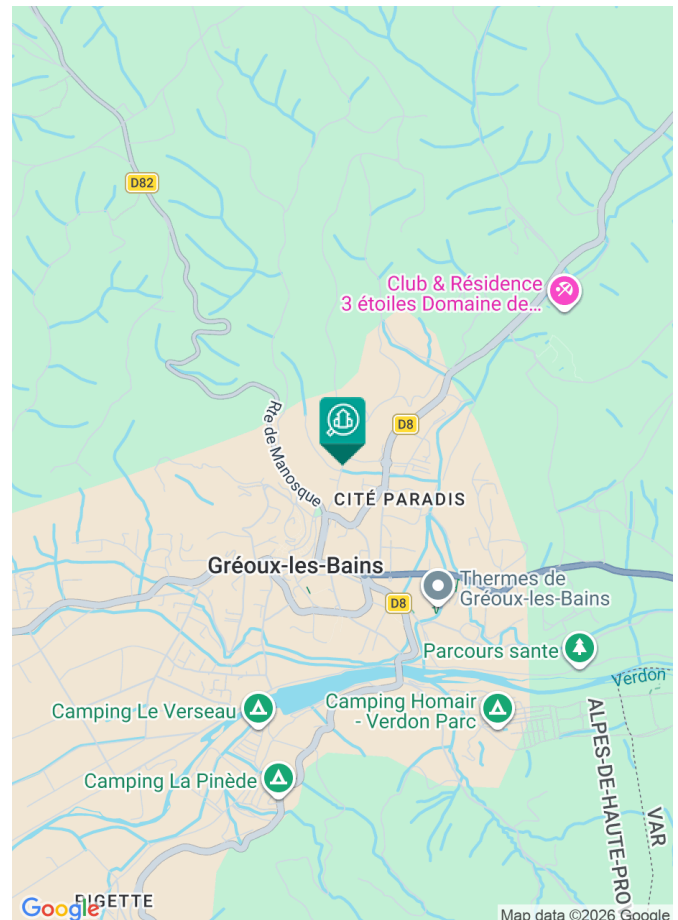 D82
Club & Résidence
3 étoiles Domaine de...
Rte de Manosque
D8
CITÉ PARADIS
Gréoux-les-Bains
Thermes de
Gréoux-les-Bains
D8
Parcours sante
Verdon
Camping Le Verseau
Camping Homair
- Verdon Parc
ALPES-DE-HAUTE-PRO
VAR
Camping La Pinède
Google
PIGETTE
Map data ©2026 Google